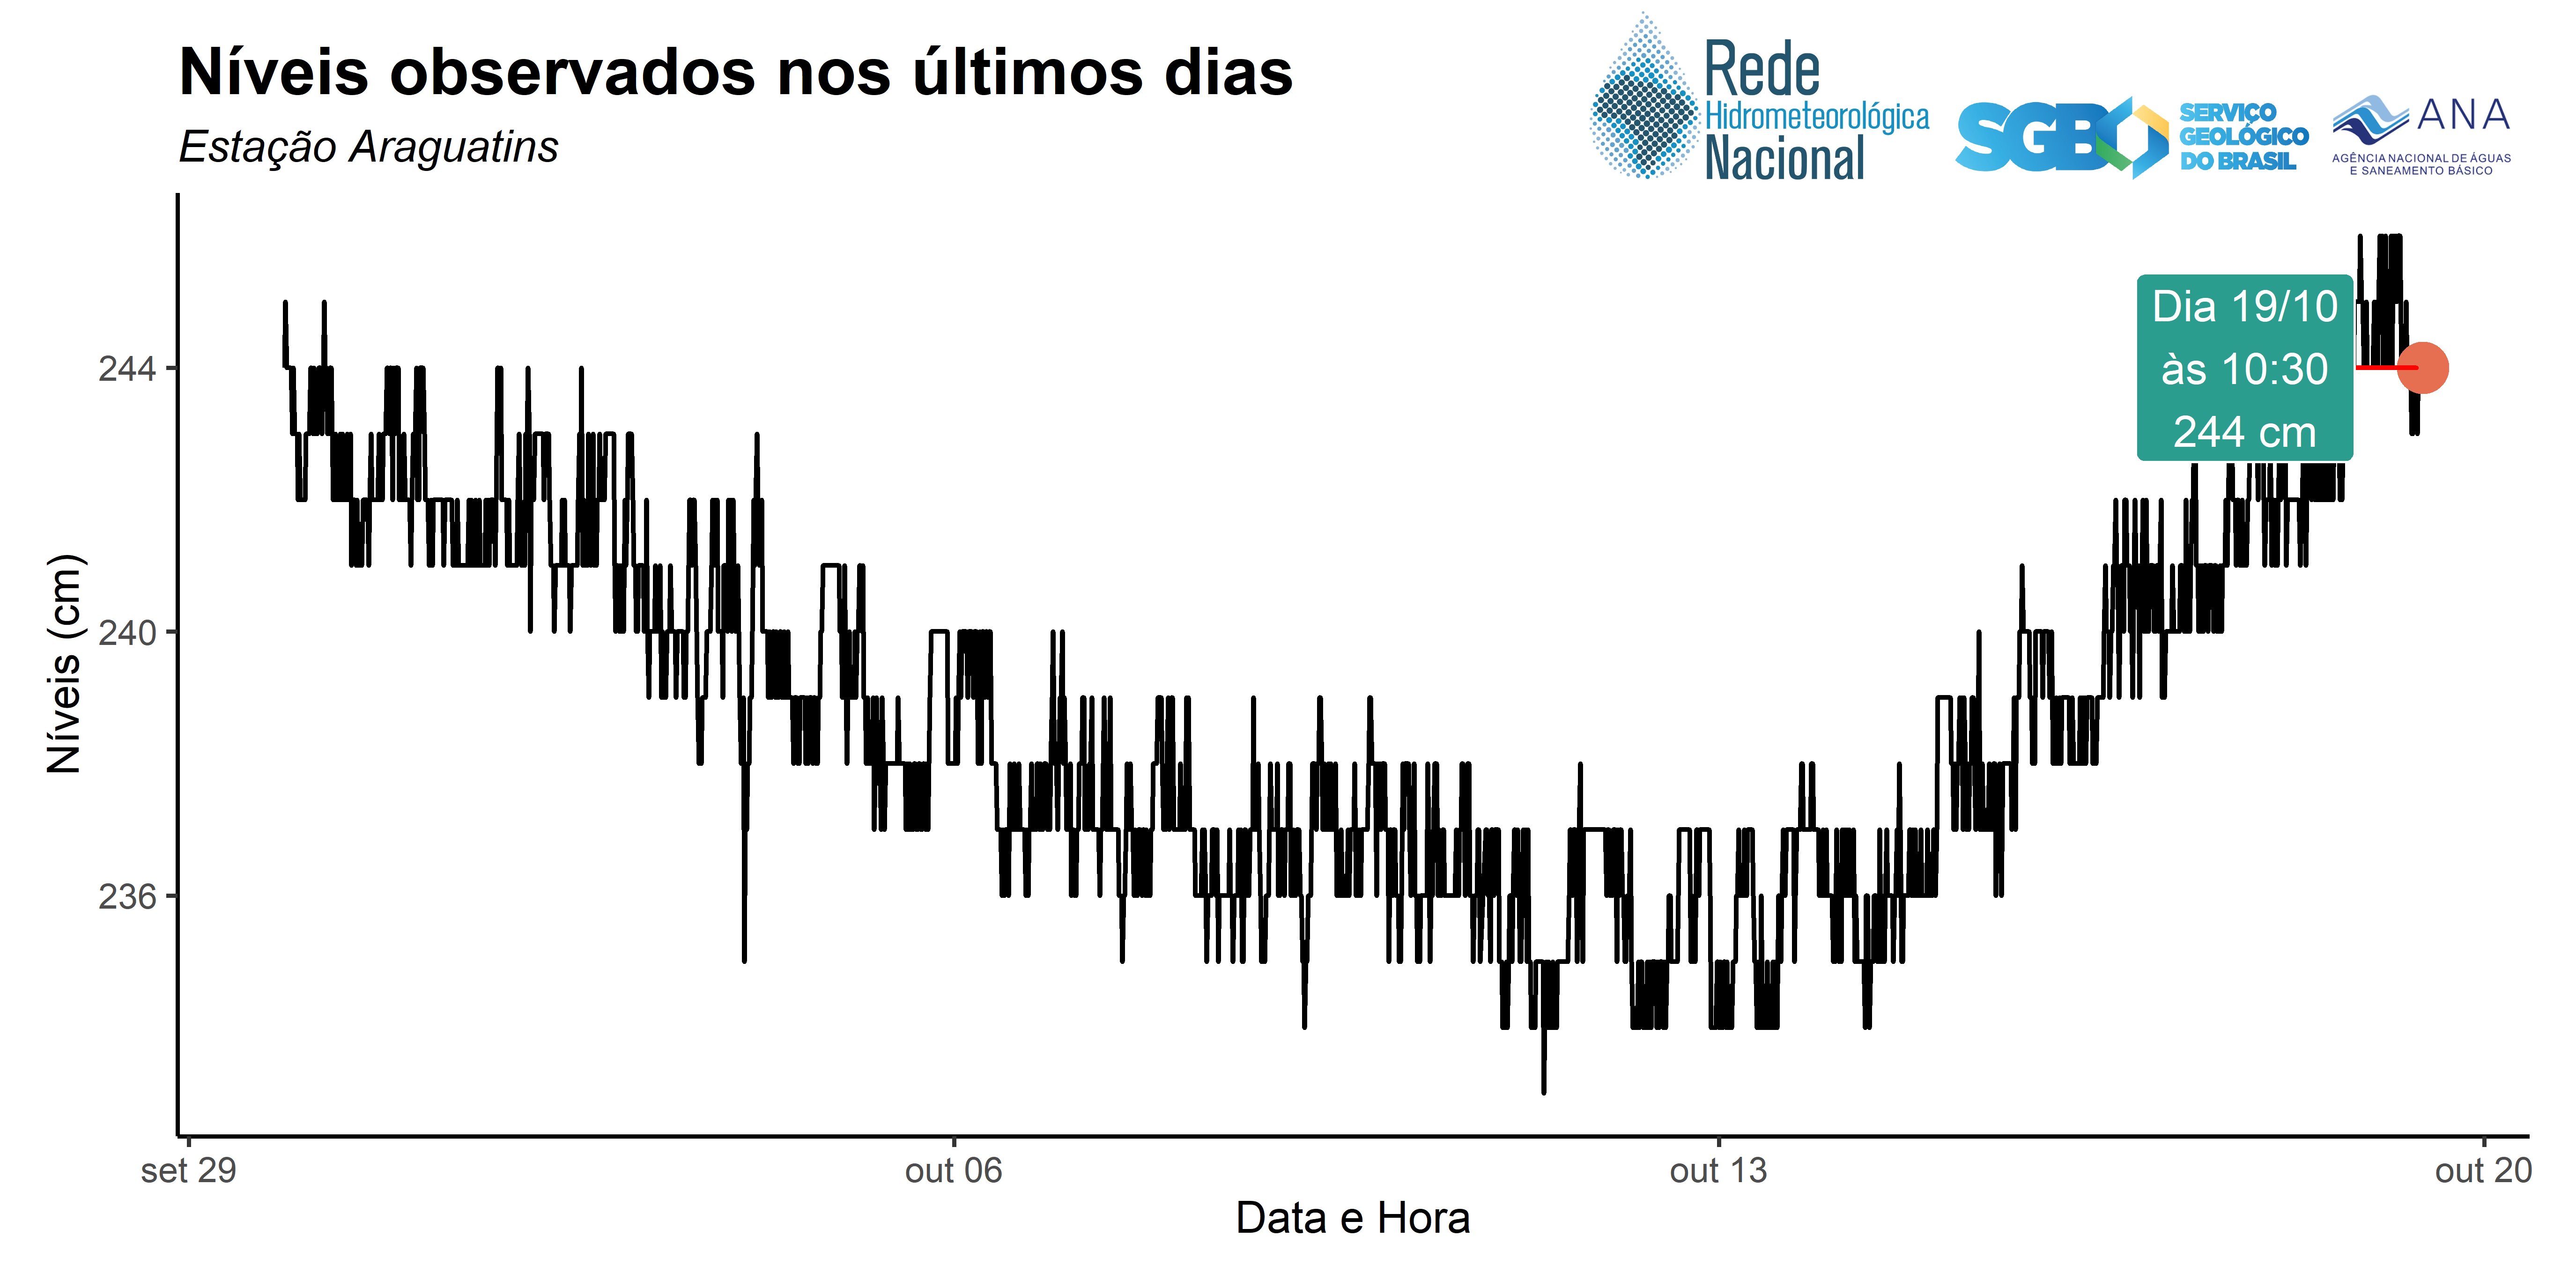 Níveis observados nos últimos dias
Estação Araguatins
Rede
Hidrometeorológica
Nacional
SGB
SERVIÇO
GEOLÓGICO
DO BRASIL
ANA
AGÊNCIA NACIONAL DE ÁGUAS
E SANEAMENTO BÁSICO
Dia 19/10
às 10:30
244 cm
Níveis (cm)
244
240
236
set 29
out 06
out 13
out 20
Data e Hora